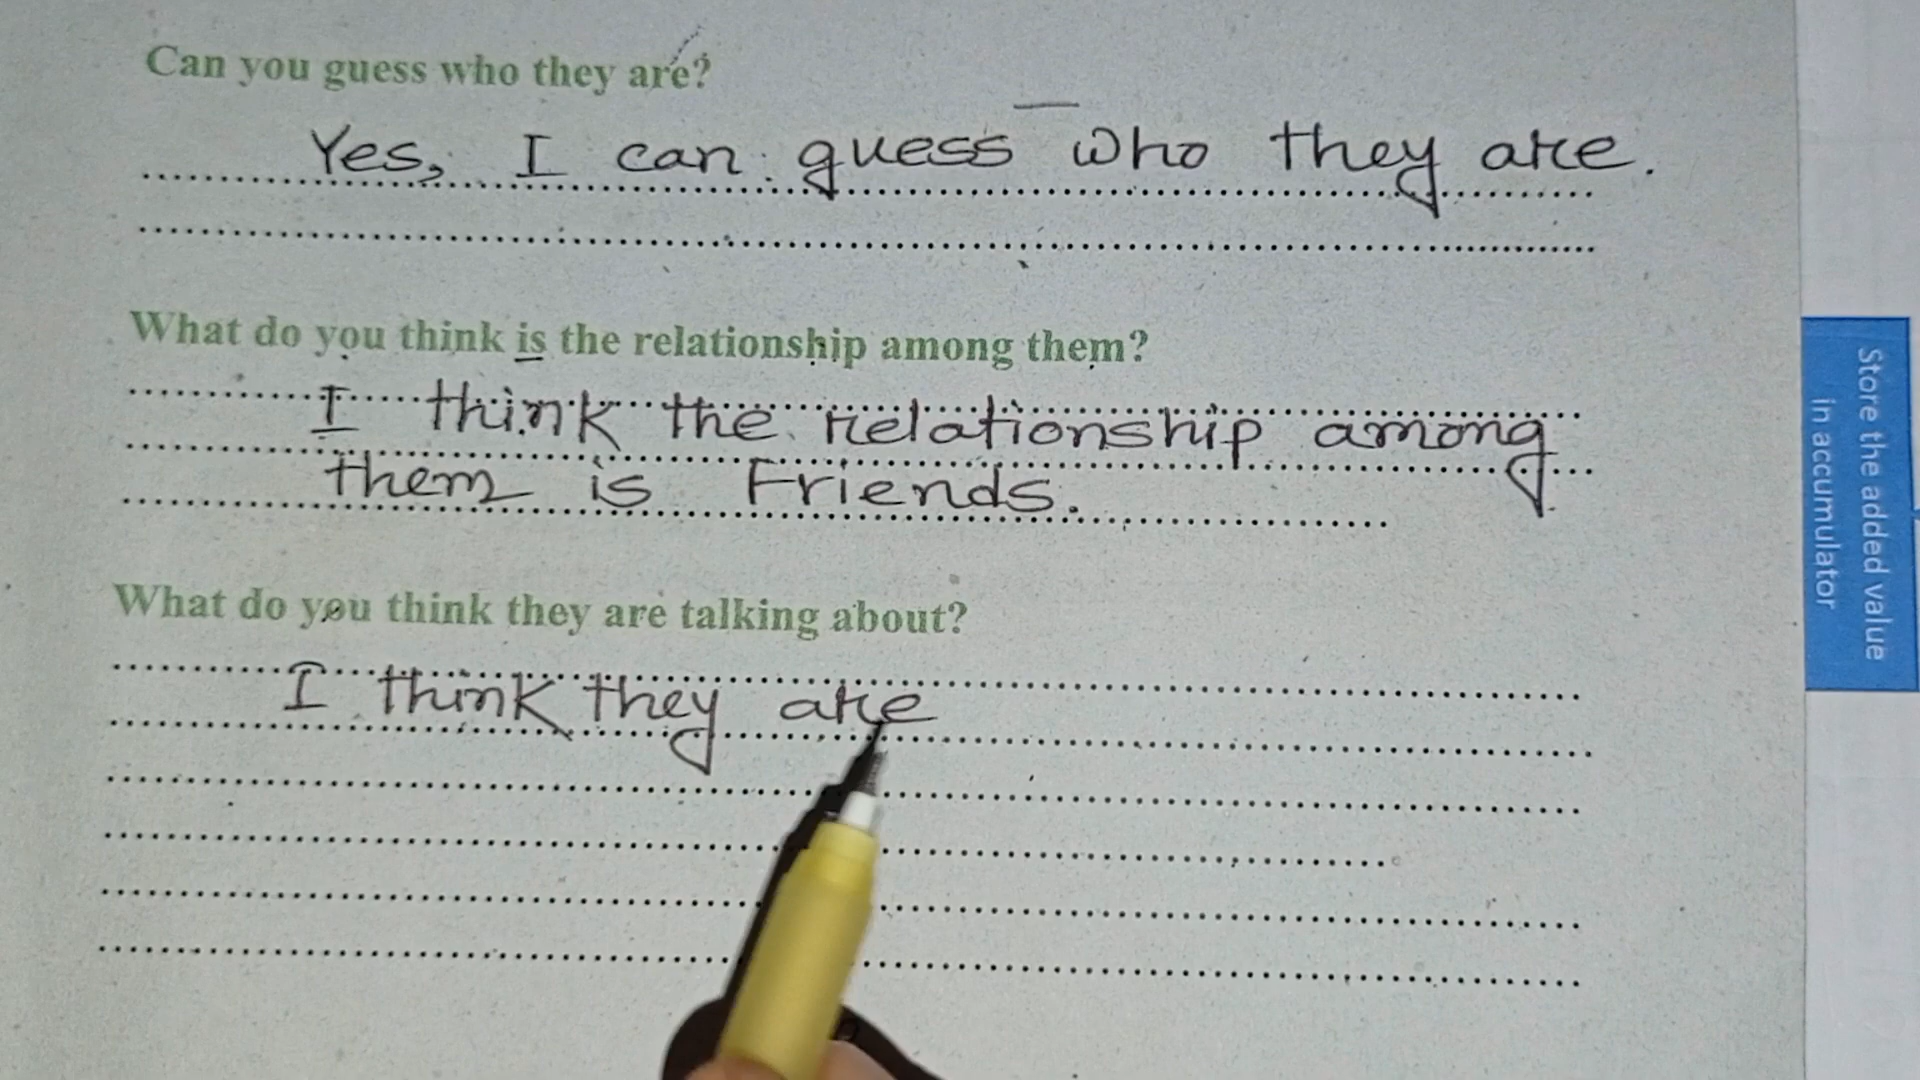 Can you guess who they are?
Yes, I can guess who they are.
What do you think is the relationship among them?
I think the relationship among
them is Friends.
What do you think they are talking about?
I think they are
Store the added value
in accumulator